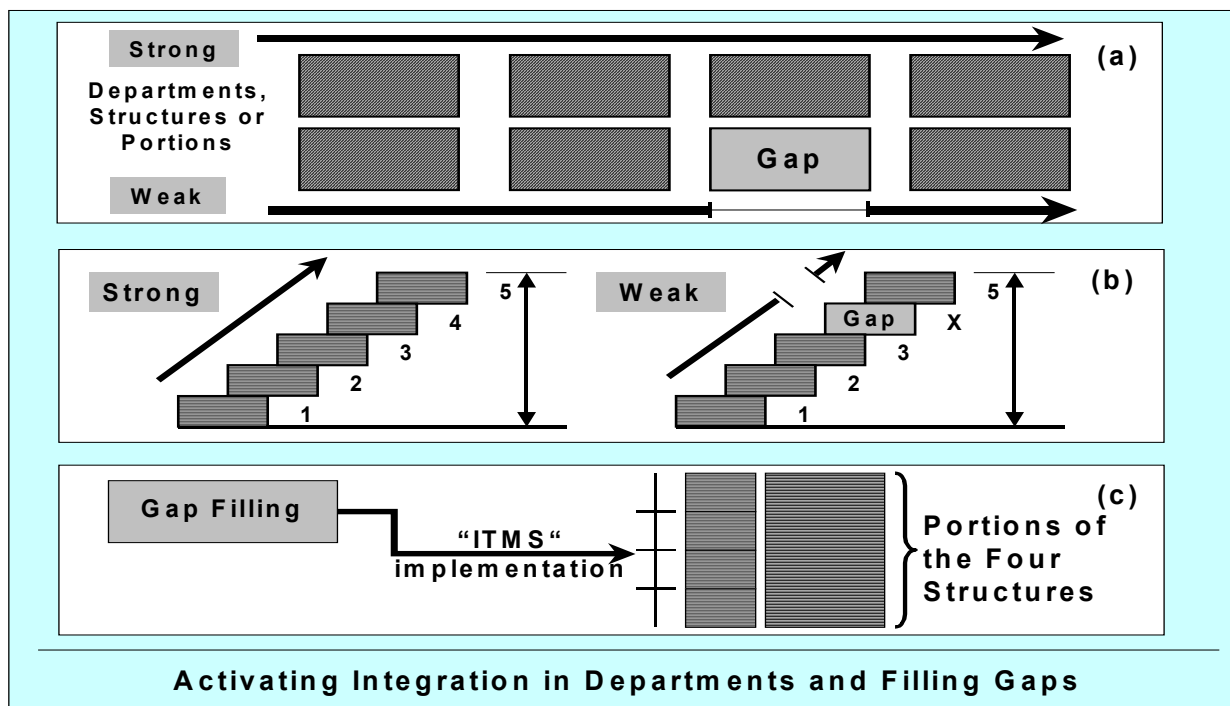 Strong
(a)
Departments,
Structures or
Portions
Gap
Weak
(b)
Strong
5
4
3
2
1
Weak
5
Gap
X
3
2
1
(c)
Gap Filling
“ITMS“
implementation
Portions of
the Four
Structures
Activating Integration in Departments and Filling Gaps